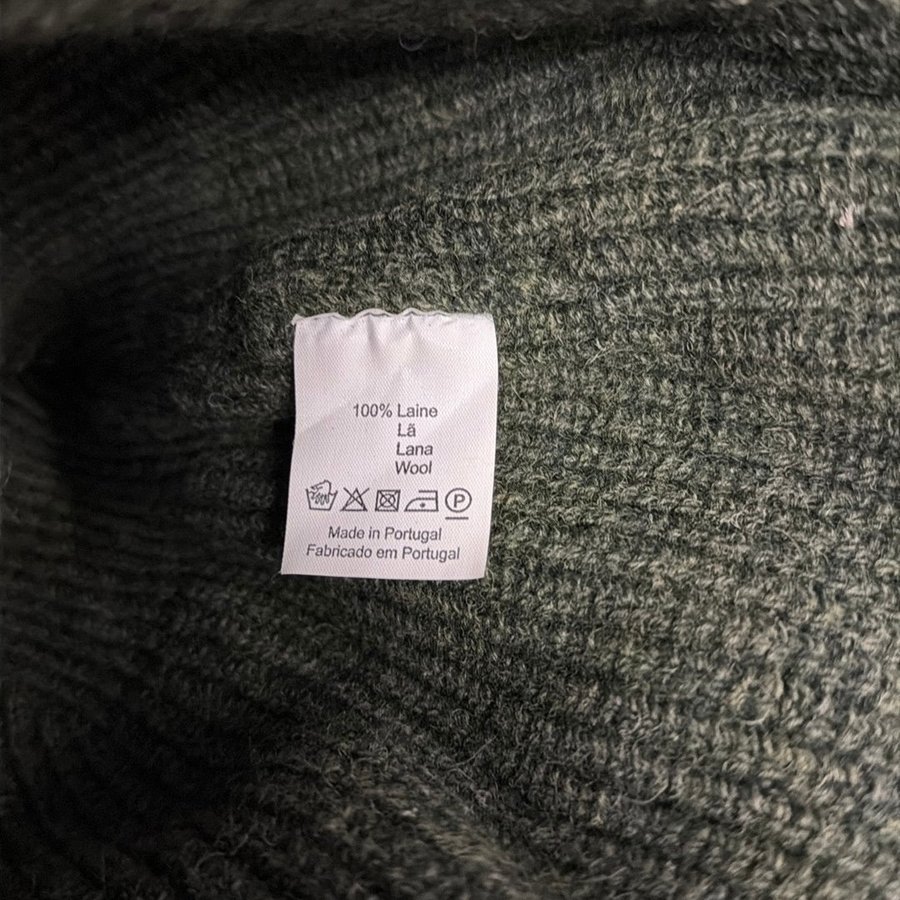 100% Laine
Lã
Lana
Wool
P
Made in Portugal
Fabricado em Portugal